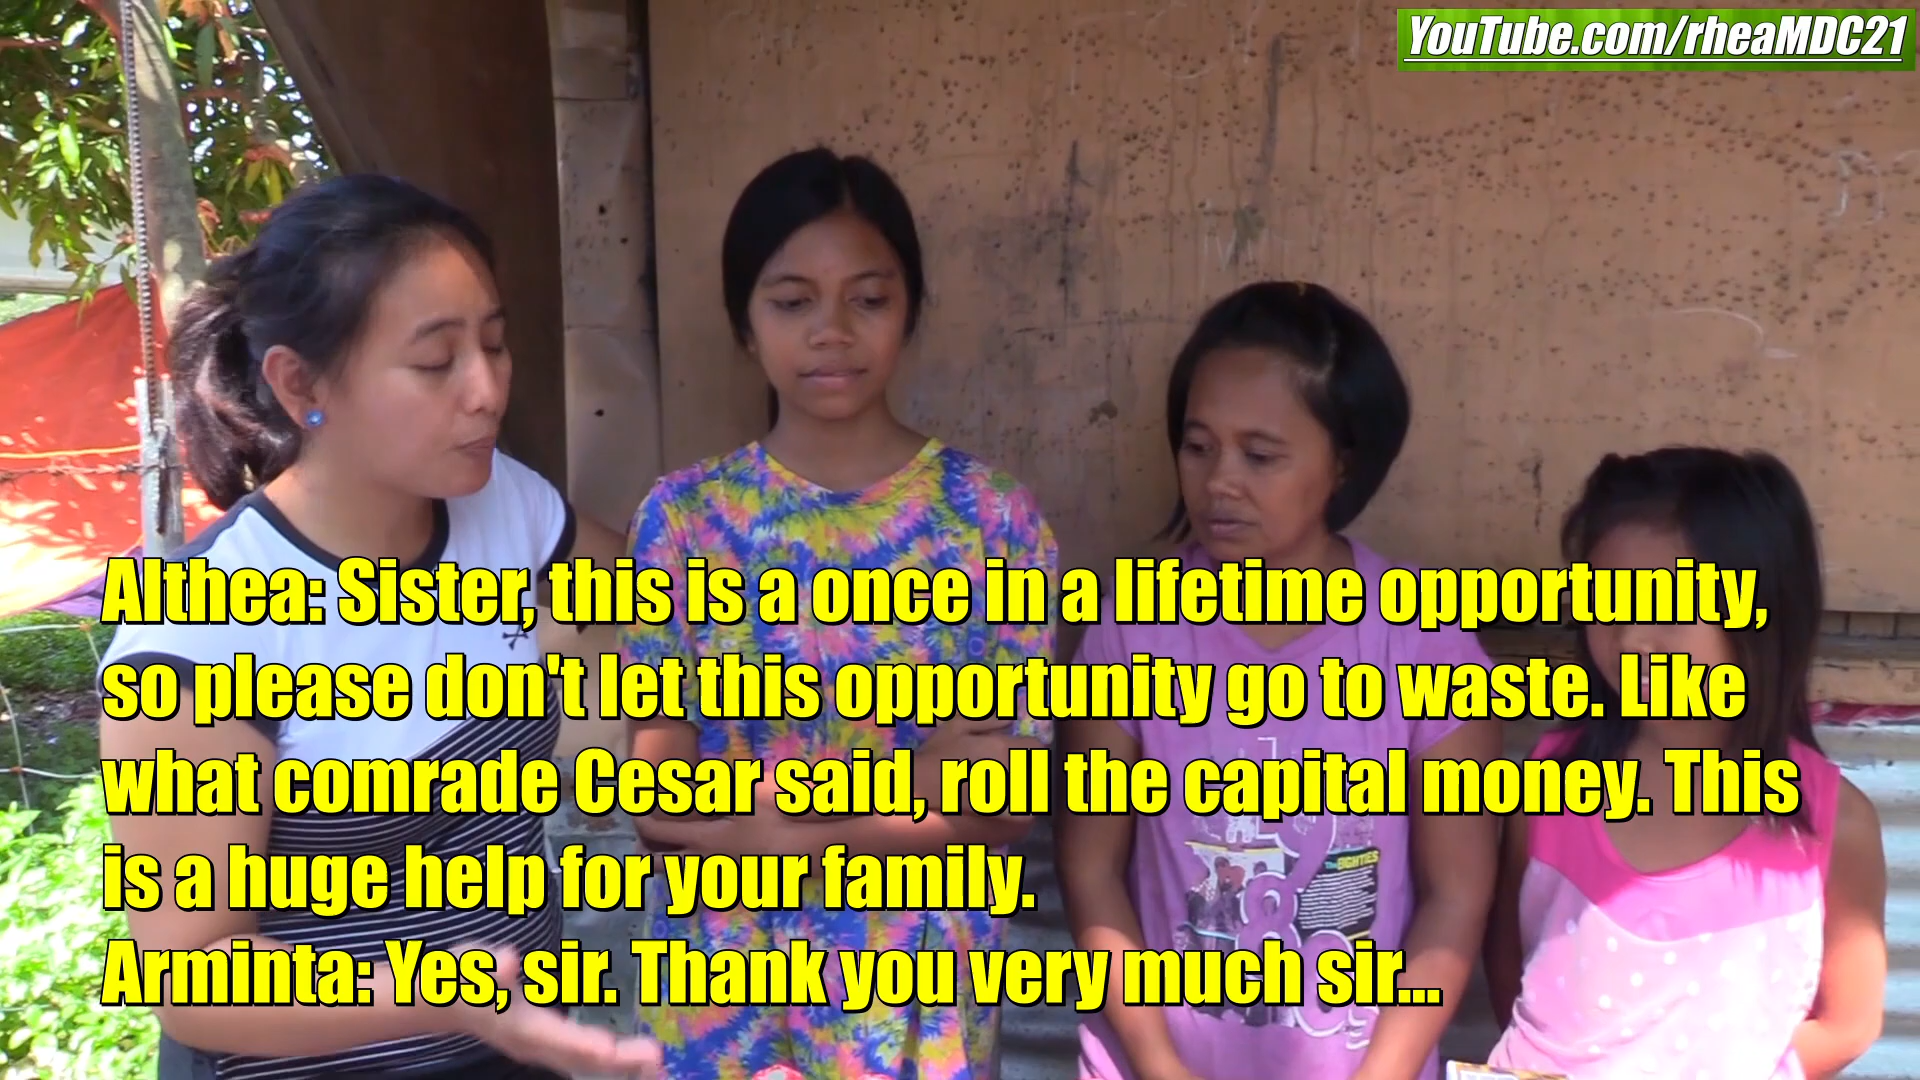 YouTube.com/rheaMDC21
Althea: Sister, this is a once in a lifetime opportunity,
so please don't let this opportunity go to waste. Like
what comrade Cesar said, roll the capital money. This
is a huge help for your family.
Arminta: Yes, sir. Thank you very much sir...
The EIGHTIES